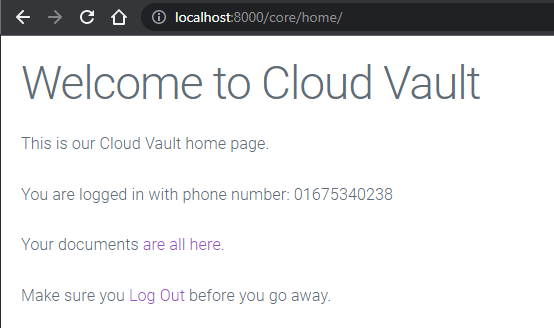 localhost:8000/core/home/
Welcome to Cloud Vault
This is our Cloud Vault home page.
You are logged in with phone number: 01675340238
Your documents are all here.
Make sure you Log Out before you go away.